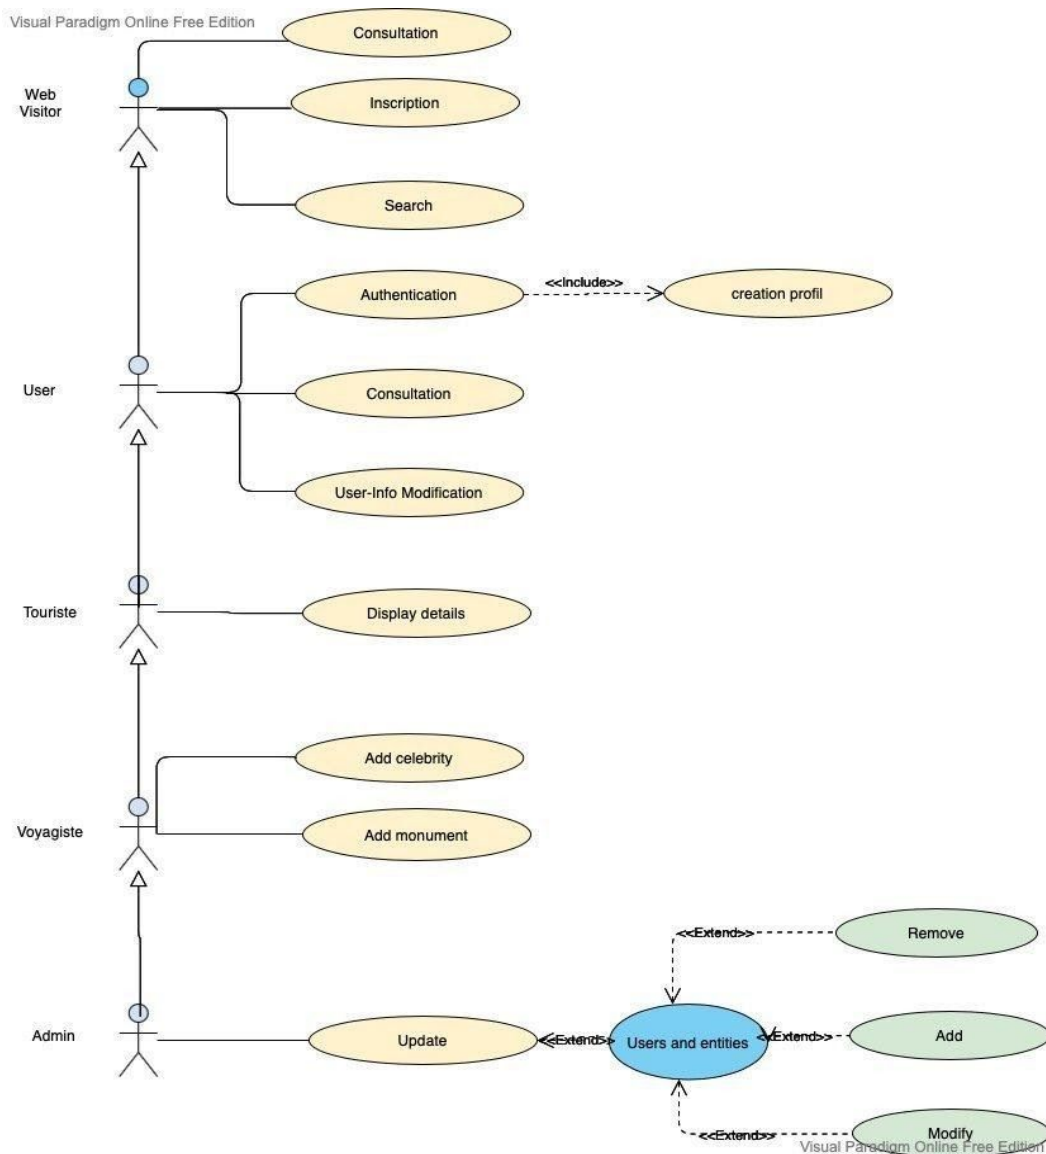 Visual Paradigm Online Free Edition
Consultation
Web
Visitor
Inscription
Search
Authentication
<<Include>>
creation profil
User
Consultation
User-Info Modification
Touriste
Display details
Add celebrity
Voyagiste
Add monument
<<Extend>>
Remove
Admin
Update
<<Extend>>
Users and entities
<<Extend>>
Add
<<Extend>>
Modify
Visual Paradigm Online Free Edition